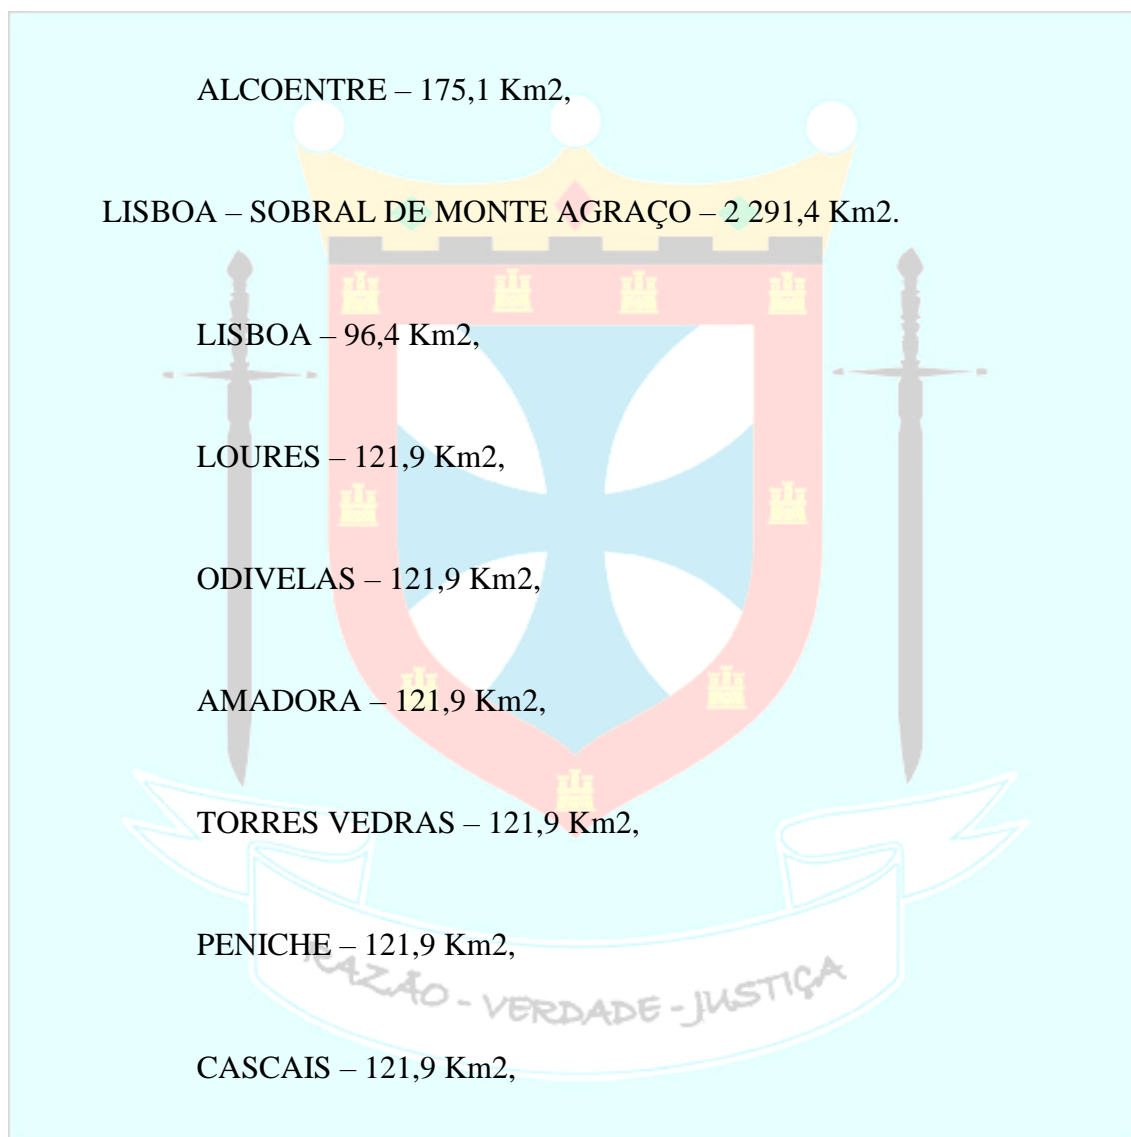 ALCOENTRE – 175,1 Km2,
LISBOA – SOBRAL DE MONTE AGRAÇO – 2 291,4 Km2.
LISBOA – 96,4 Km2,
LOURES – 121,9 Km2,
ODIVELAS – 121,9 Km2,
AMADORA – 121,9 Km2,
TORRES VEDRAS – 121,9 Km2,
PENICHE – 121,9 Km2,
RAZÃO - VERDADE - JUSTIÇA
CASCAIS – 121,9 Km2,